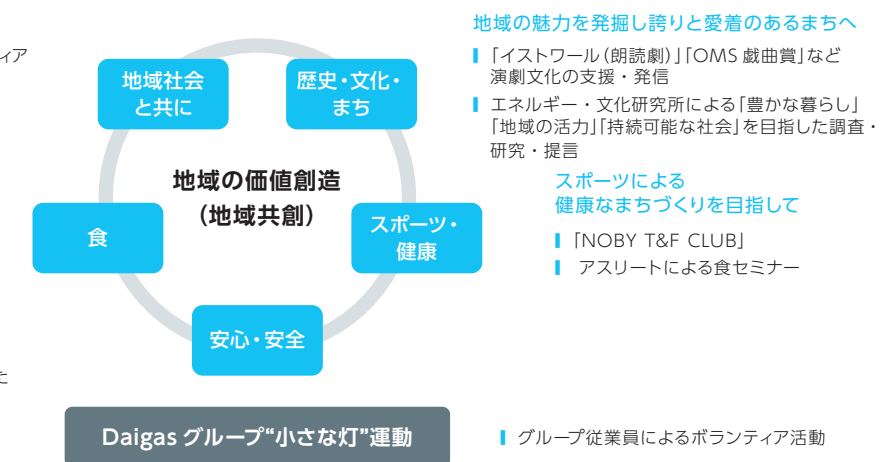 ィア
地域社会
と共に
歴史・文化・
まち
地域の価値創造
（地域共創）
食
スポーツ・
健康
安心・安全
た
Daigas グループ“小さな灯”運動
地域の魅力を発掘し誇りと愛着のあるまちへ
「イストワール（朗読劇）」「OMS 戯曲賞」など
演劇文化の支援・発信
エネルギー・文化研究所による「豊かな暮らし」
「地域の活力」「持続可能な社会」を目指した調査・
研究・提言
スポーツによる
健康なまちづくりを目指して
「NOBY T&F CLUB」
アスリートによる食セミナー
グループ従業員によるボランティア活動